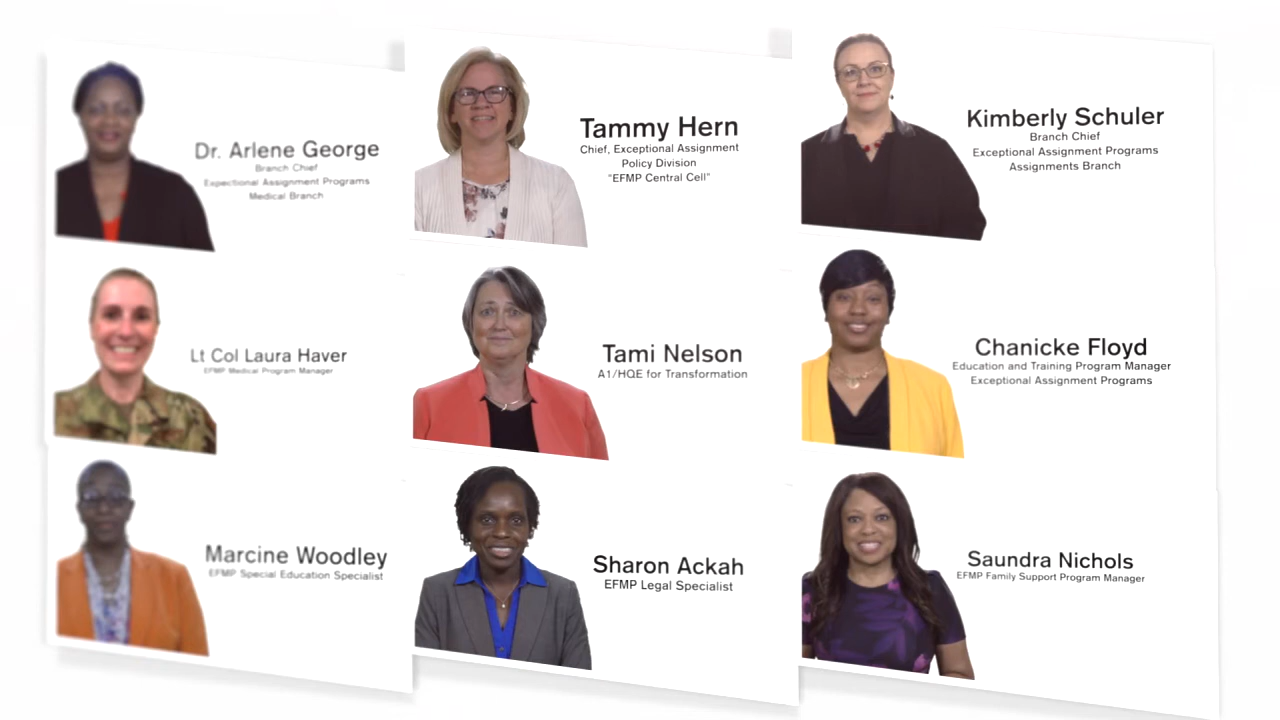 Dr. Arlene George
Branch Chief
Expectional Assignment Programs
Medical Branch
Tammy Hern
Chief, Exceptional Assignment
Policy Division
"EFMP Central Cell"
Kimberly Schuler
Branch Chief
Exceptional Assignment Programs
Assignments Branch
Lt Col Laura Haver
EFMP Medical Program Manager
Tami Nelson
A1/HQE for Transformation
Chanicke Floyd
Education and Training Program Manager
Exceptional Assignment Programs
Marcine Woodley
EFMP Special Education Specialist
Sharon Ackah
EFMP Legal Specialist
Saundra Nichols
EFMP Family Support Program Manager